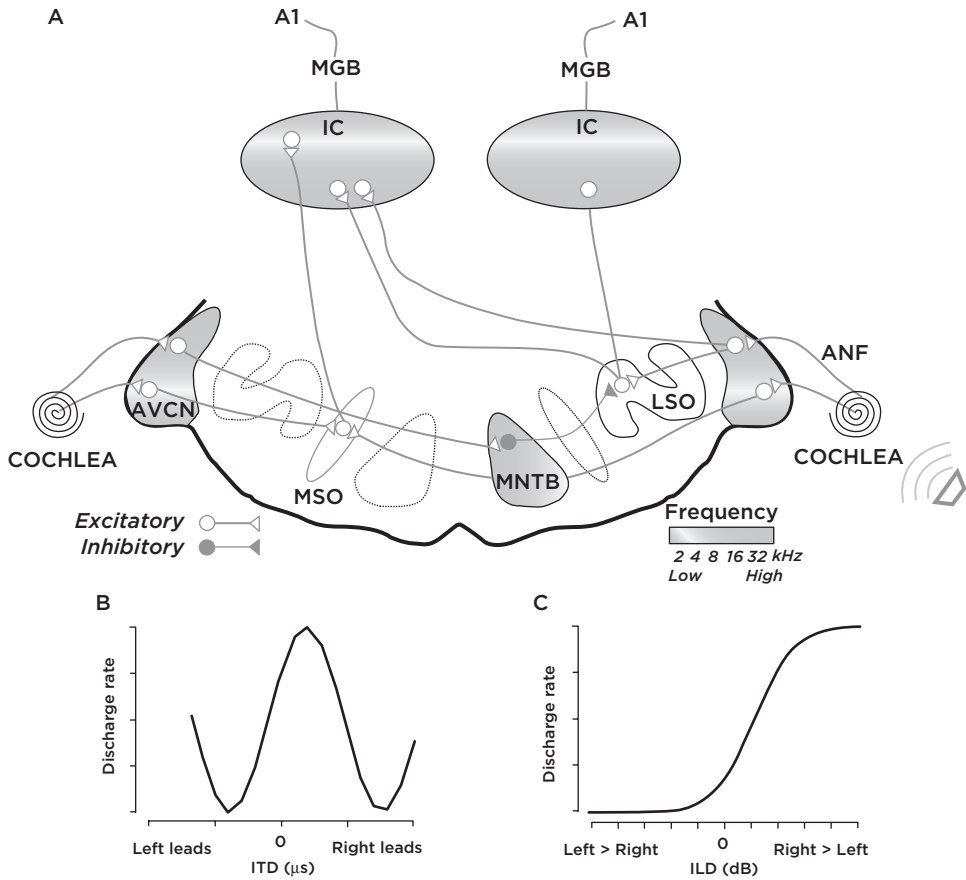 A
A1
A1
MGB
MGB
IC
IC
ANF
AVCN
LSO
COCHLEA
COCHLEA
MNTB
MSO
Excitatory
Inhibitory
Frequency
2 4 8 16 32 kHz
Low High
B
Discharge rate
0
Left leads Right leads
ITD (μs)
C
Discharge rate
0
Left > Right Right > Left
ILD (dB)